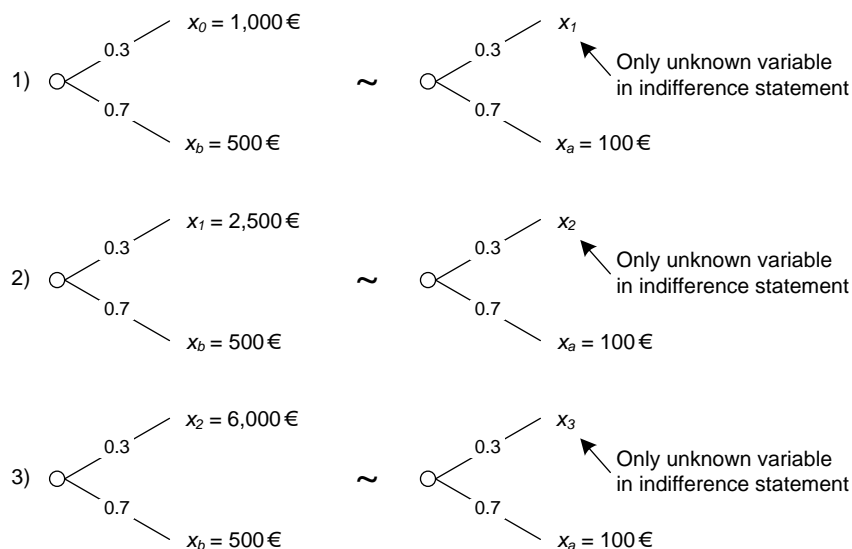 x0 = 1,000 € x1
0.3 0.3
Only unknown variable
1) ~ in indifference statement
0.7 0.7
xb = 500 € xa = 100 €
x1 = 2,500 € x2
0.3 0.3
Only unknown variable
2) ~ in indifference statement
0.7 0.7
xb = 500 € xa = 100 €
x2 = 6,000 € x3
0.3 0.3
Only unknown variable
3) ~ in indifference statement
0.7 0.7
xb = 500 € xa = 100 €